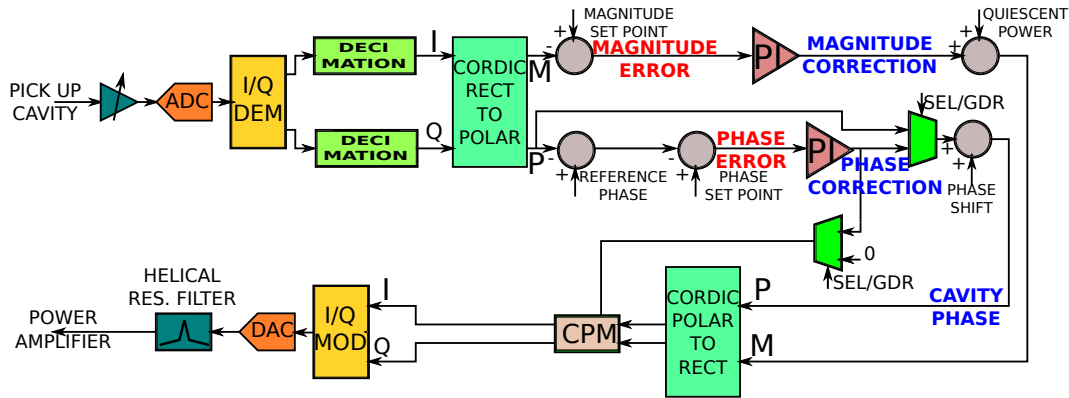 MAGNITUDE
SET POINT
QUIESCENT
POWER
DECI
MATION
I
+
-
M
MAGNITUDE
ERROR
PI
MAGNITUDE
CORRECTION
+
+
CORDIC
RECT
TO
POLAR
PICK UP
CAVITY
ADC
I/Q
DEM
SEL/GDR
DECI
MATION
Q
P
-
+
REFERENCE
PHASE
-
+
PHASE
SET POINT
PHASE
ERROR
PI
PHASE
CORRECTION
+
+
PHASE
SHIFT
0
SEL/GDR
HELICAL
RES. FILTER
POWER
AMPLIFIER
DAC
I/Q
MOD
I
Q
CPM
CORDIC
POLAR
TO
RECT
P
M
CAVITY
PHASE